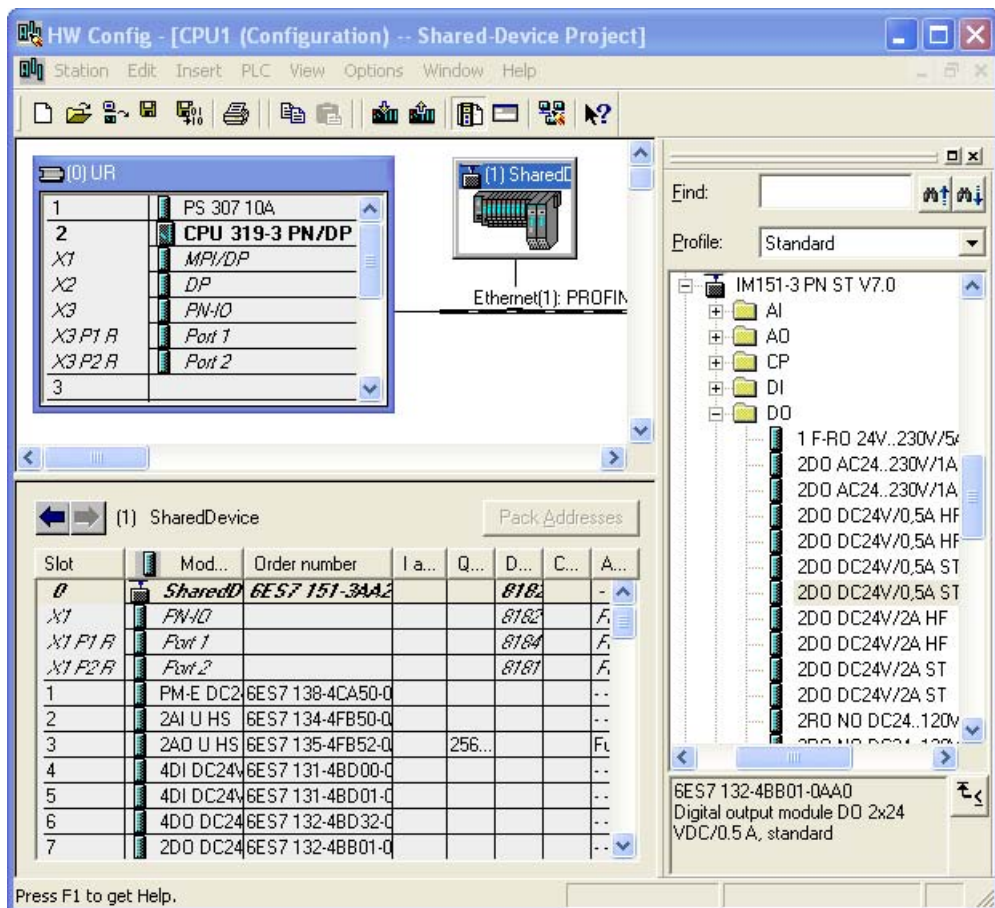 HW Config - [CPU1 (Configuration) -- Shared-Device Project]
Station Edit Insert PLC View Options Window Help
(0) UR
1 PS 307 10A
2 CPU 319-3 PN/DP
X1 MPI/DP
X2 DP
X3 PN-IO
X3 P1 R Port 1
X3 P2 R Port 2
3
(1) SharedD
Ethernet(1): PROFIN
Find:
Profile: Standard
IM151-3 PN ST V7.0
AI
AO
CP
DI
DO
1 F-RO 24V..230V/5A
2DO AC24..230V/1A
2DO AC24..230V/1A
2DO DC24V/0,5A HF
2DO DC24V/0,5A HF
2DO DC24V/0,5A ST
2DO DC24V/0,5A ST
2DO DC24V/2A HF
2DO DC24V/2A HF
2DO DC24V/2A ST
2DO DC24V/2A ST
2RO NO DC24..120V
6ES7 132-4BB01-0AA0
Digital output module DO 2x24
VDC/0.5 A, standard
(1) SharedDevice Pack Addresses
Slot Mod... Order number I a... Q... D... C... A...
0 SharedD 6ES7 151-3AA2 8182 -
X1 PN-IO 8182 F
X1 P1 R Port 1 8184 F
X1 P2 R Port 2 8181 F
1 PM-E DC24 6ES7 138-4CA50-0 --
2 2AI U HS 6ES7 134-4FB50-0 --
3 2AO U HS 6ES7 135-4FB52-0 256... Fu
4 4DI DC24V 6ES7 131-4BD00-0 --
5 4DI DC24V 6ES7 131-4BD01-0 --
6 4DO DC24 6ES7 132-4BD32-0 --
7 2DO DC24 6ES7 132-4BB01-0 --
Press F1 to get Help.